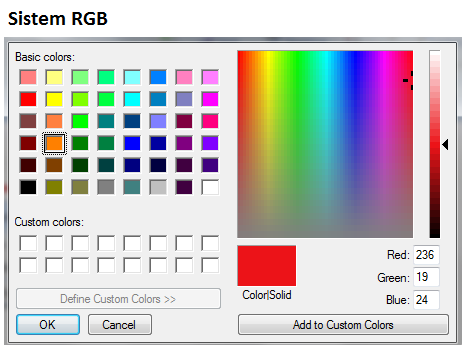 Sistem RGB
Basic colors:
Custom colors:
Define Custom Colors >>
OK
Cancel
Color|Solid
Red: 236
Green: 19
Blue: 24
Add to Custom Colors